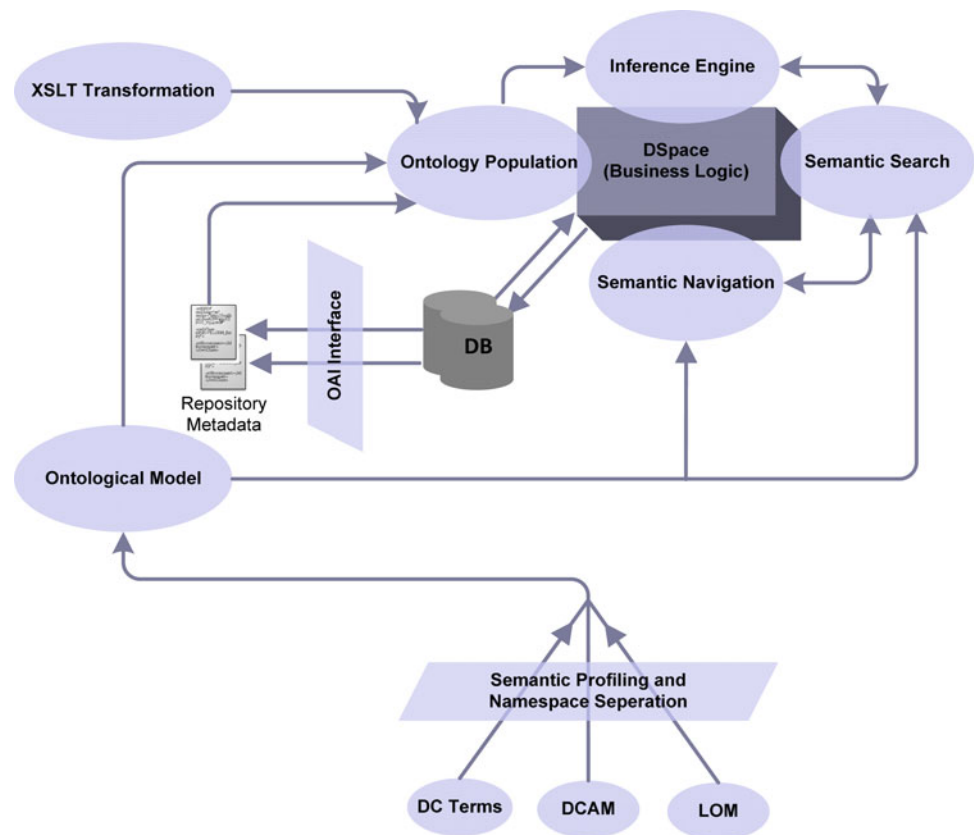 Inference Engine
XSLT Transformation
Ontology Population
DSpace
(Business Logic)
Semantic Search
Semantic Navigation
OAI Interface
DB
Repository
Metadata
Ontological Model
Semantic Profiling and
Namespace Seperation
DC Terms
DCAM
LOM